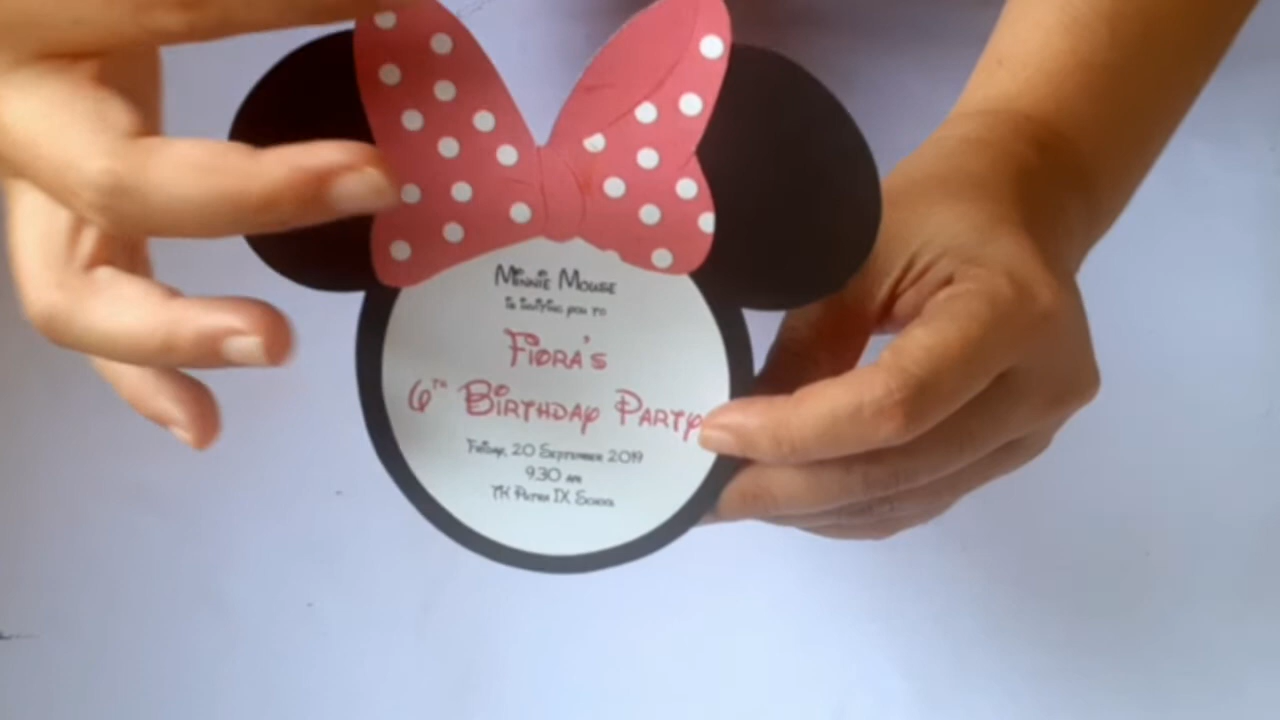 Minnie Mouse
is inviting you to
Fiora's
6th Birthday Party
Friday, 20 September 2019
9.30 am
TK Petra IX School